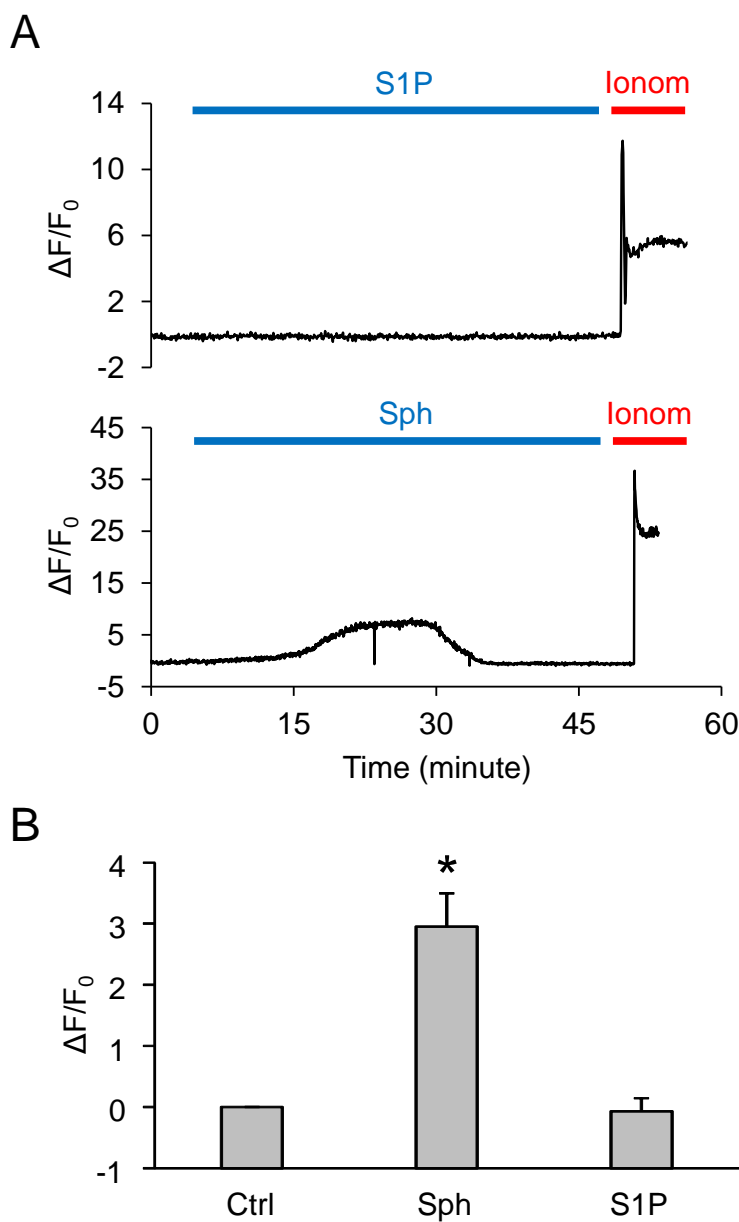 A
S1P Ionom
14
10
6
2
-2
ΔF/F0
Sph Ionom
45
35
25
15
5
-5
ΔF/F0
0 15 30 45 60
Time (minute)
B
4
3
2
1
0
-1
ΔF/F0
*
Ctrl Sph S1P